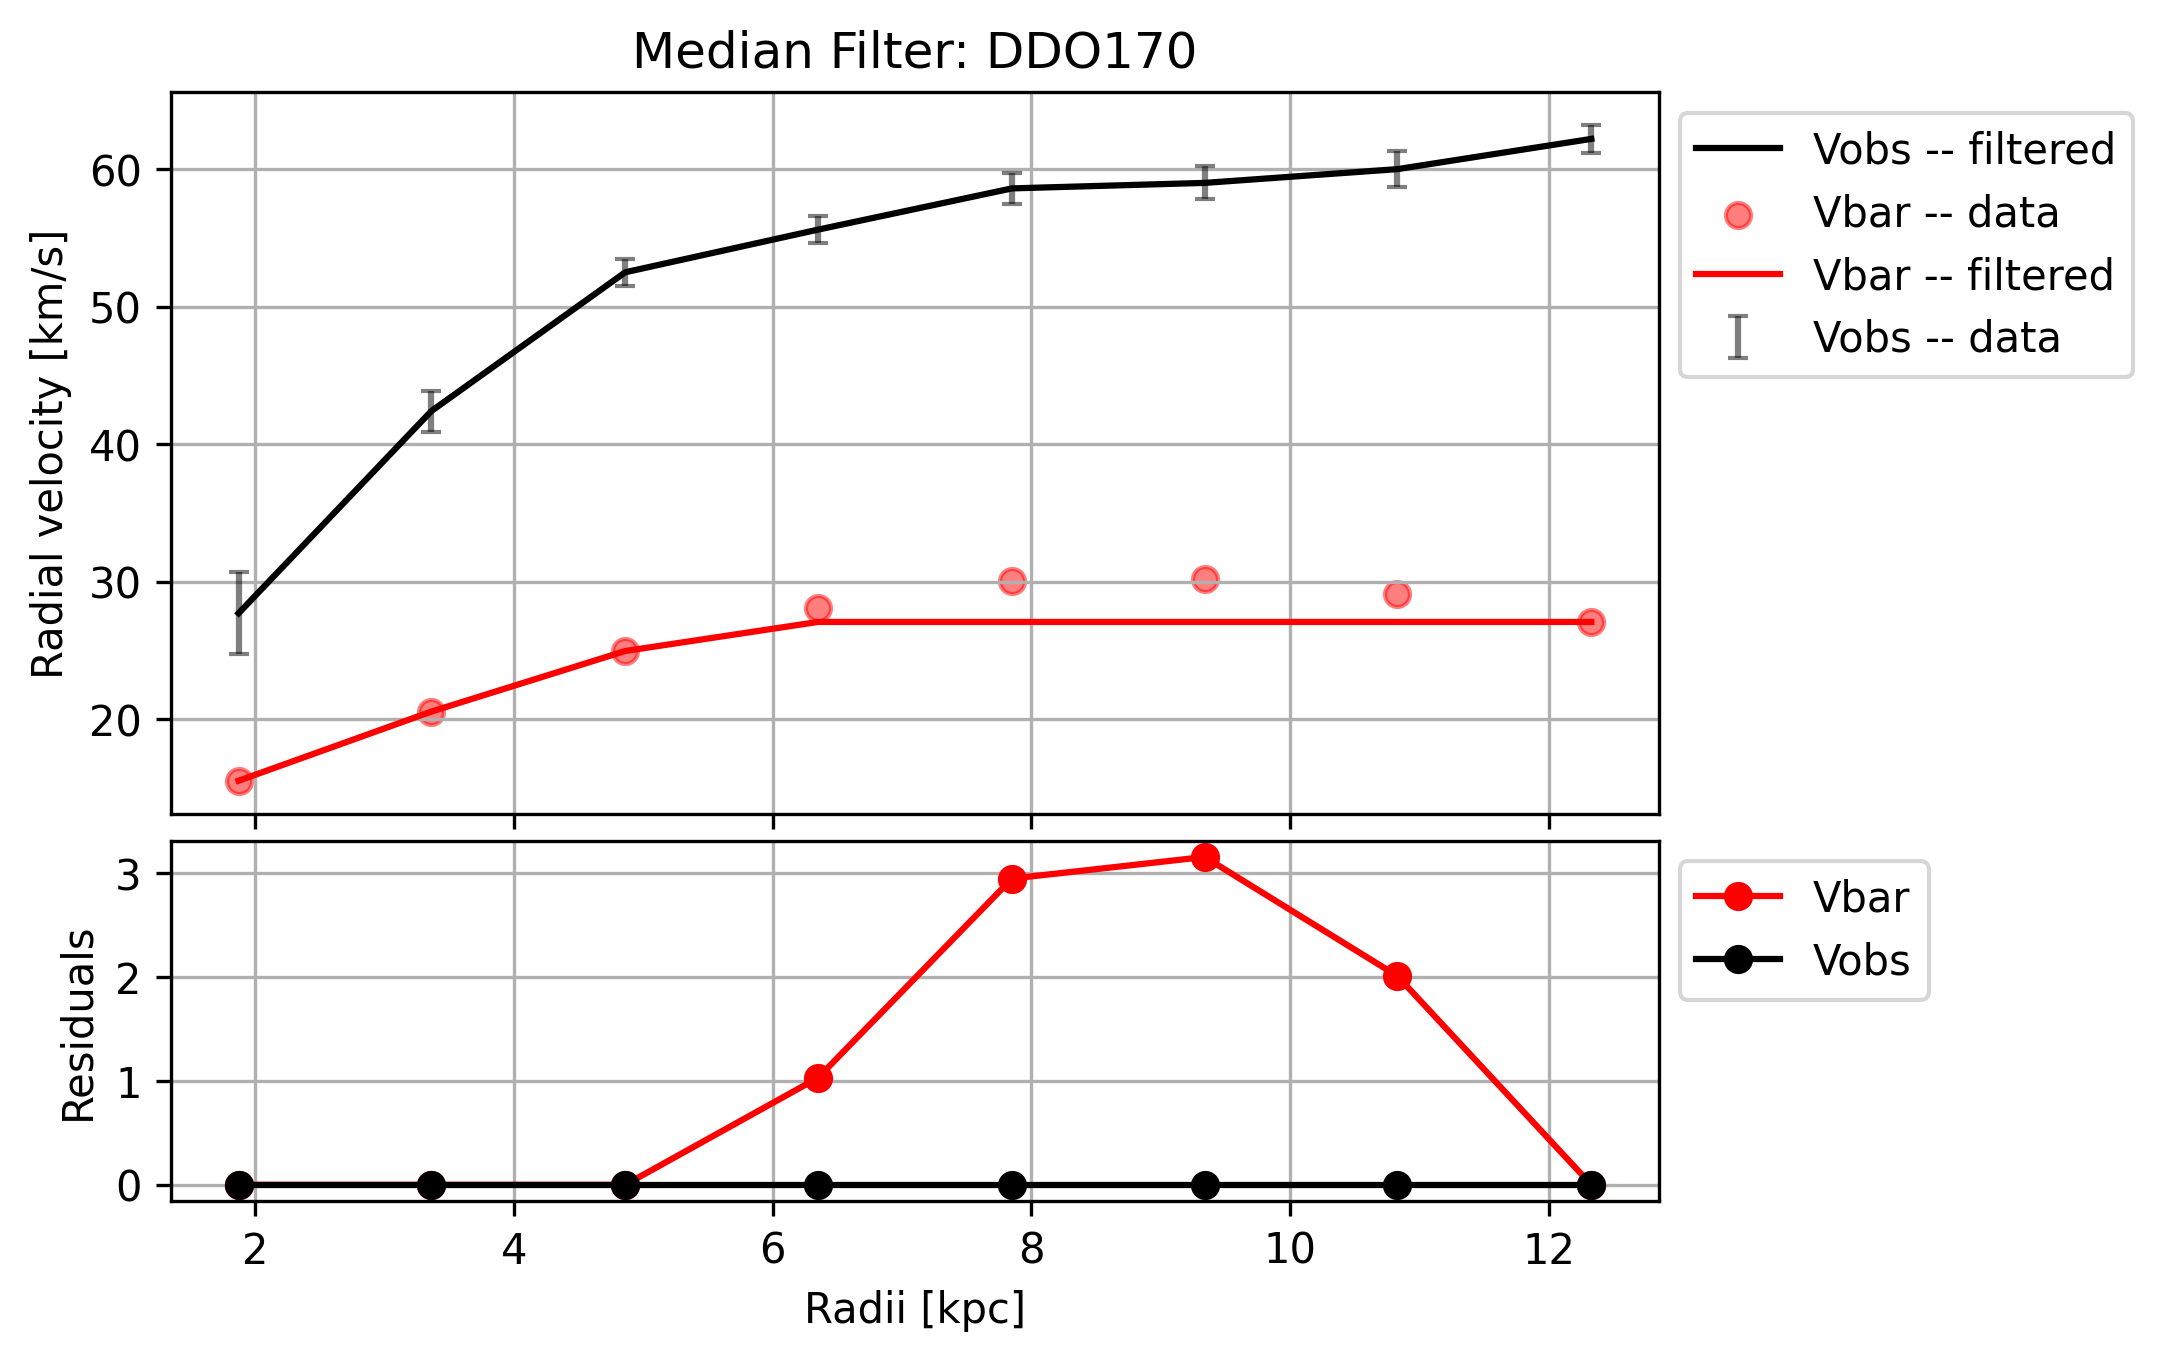 Median Filter: DDO170
Radial velocity [km/s]
60
50
40
30
20
Vobs -- filtered
Vbar -- data
Vbar -- filtered
Vobs -- data
Residuals
3
2
1
0
Vbar
Vobs
2 4 6 8 10 12
Radii [kpc]